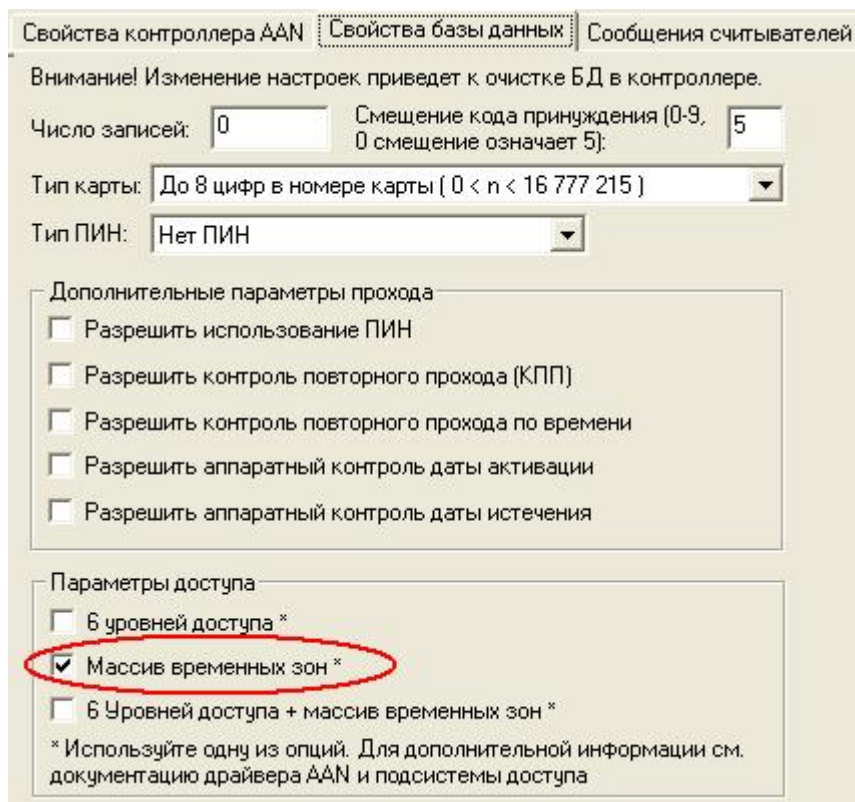 Свойства контроллера AAN Свойства базы данных Сообщения считывателей
Внимание! Изменение настроек приведет к очистке БД в контроллере.
Число записей: 0 Смещение кода принуждения (0-9, 0 смещение означает 5): 5
Тип карты: До 8 цифр в номере карты ( 0 < n < 16 777 215 )
Тип ПИН: Нет ПИН
Дополнительные параметры прохода
Разрешить использование ПИН
Разрешить контроль повторного прохода (КПП)
Разрешить контроль повторного прохода по времени
Разрешить аппаратный контроль даты активации
Разрешить аппаратный контроль даты истечения
Параметры доступа
6 уровней доступа *
Массив временных зон *
6 Уровней доступа + массив временных зон *
* Используйте одну из опций. Для дополнительной информации см.
документацию драйвера AAN и подсистемы доступа